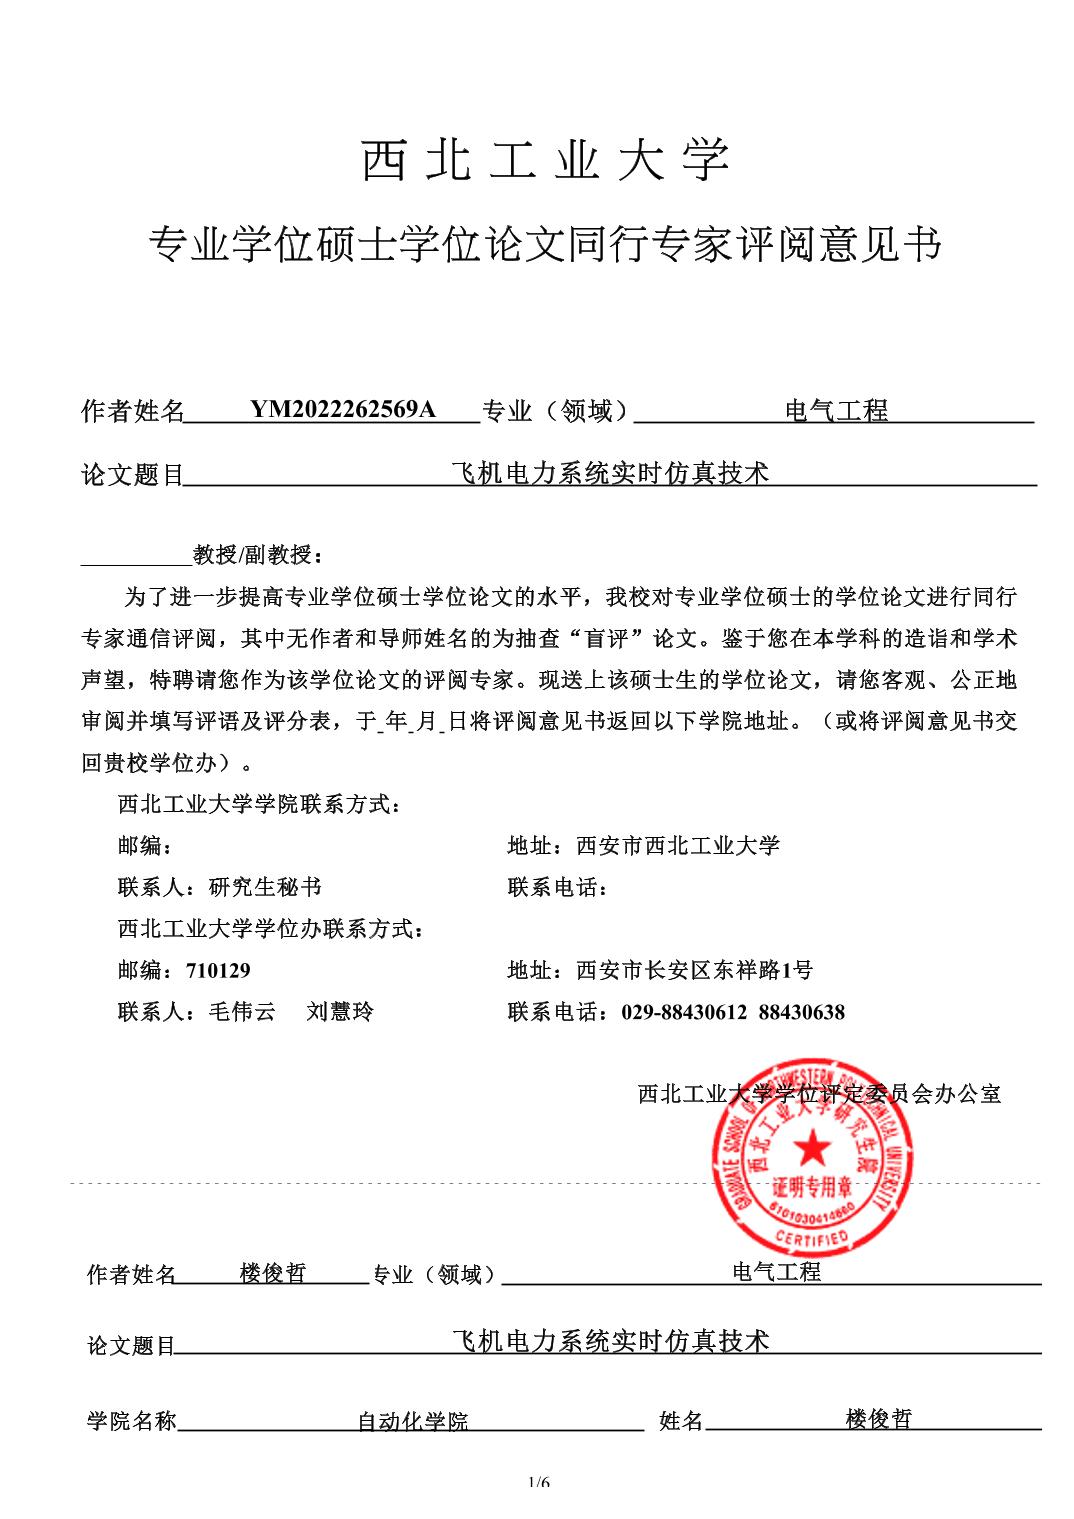 西北工业大学
专业学位硕士学位论文同行专家评阅意见书
作者姓名 YM2022262569A 专业（领域） 电气工程
论文题目 飞机电力系统实时仿真技术
__________教授/副教授：
为了进一步提高专业学位硕士学位论文的水平，我校对专业学位硕士的学位论文进行同行
专家通信评阅，其中无作者和导师姓名的为抽查“盲评”论文。鉴于您在本学科的造诣和学术
声望，特聘请您作为该学位论文的评阅专家。现送上该硕士生的学位论文，请您客观、公正地
审阅并填写评语及评分表，于_年_月_日将评阅意见书返回以下学院地址。（或将评阅意见书交
回贵校学位办）。
西北工业大学学院联系方式：
邮编： 地址：西安市西北工业大学
联系人：研究生秘书 联系电话：
西北工业大学学位办联系方式：
邮编：710129 地址：西安市长安区东祥路1号
联系人：毛伟云 刘慧玲 联系电话：029-88430612 88430638
西北工业大学学位评定委员会办公室
GRADUATE SCHOOL OF NORTHWESTERN POLYTECHNICAL UNIVERSITY
西北工业大学研究生院
证明专用章
6101030414660
CERTIFIED
作者姓名 楼俊哲 专业（领域） 电气工程
论文题目 飞机电力系统实时仿真技术
学院名称 自动化学院 姓名 楼俊哲
1/6